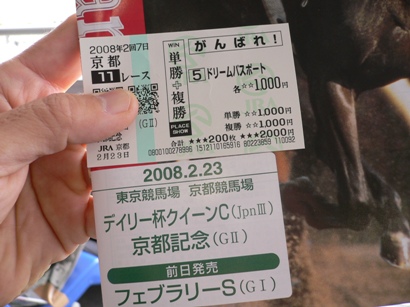 2008年2回7日
京都
11レース
(GII)
記念
JRA 京都
2月23日
WIN
単勝+複勝
PLACE SHOW
がんばれ!
5 ドリームパスポート
各☆☆1,000円
単勝 ☆☆1,000円
複勝 ☆☆1,000円
合計 ★★★200枚 ★★★2000円
JRA
2008.2.23
東京競馬場 京都競馬場
デイリー杯クイーンC(JpnIII)
京都記念(GII)
前日発売
フェブラリーS(GI)